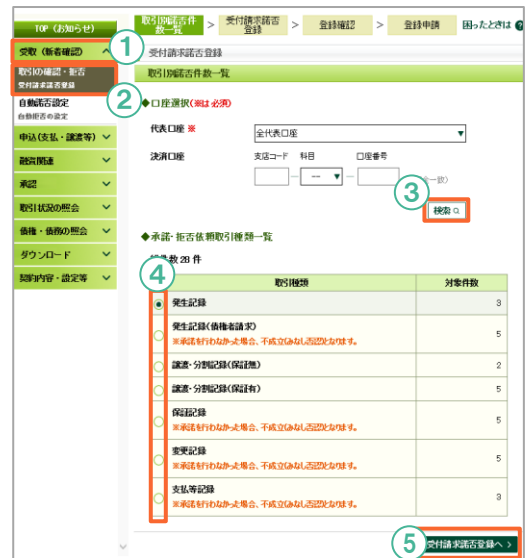 TOP (お知らせ)
取引別諾否件数一覧 > 受付請求諾否登録 > 登録確認 > 登録申請 困ったときは
受取(新着確認)
1
受付請求諾否登録
取引の確認・拒否
受付請求諾否登録
取引別諾否件数一覧
自動諾否設定
自動拒否の設定
2
◆口座選択(※は必須)
申込(支払・譲渡等)
代表口座 ※ 全代表口座
融資関連
決済口座 支店コード 科目 口座番号
承認
-- 
3
取引状況の照会
検索
債権・債務の照会
◆承諾・拒否依頼取引種類一覧
ダウンロード
4
数 28 件
契約内容・設定等
取引種類 対象件数
発生記録 3
発生記録(債権者請求) 5
※承諾を行わなかった場合、不成立(みなし否認)となります。
譲渡・分割記録(保証無) 2
譲渡・分割記録(保証有) 5
保証記録 5
※承諾を行わなかった場合、不成立(みなし否認)となります。
変更記録 5
※承諾を行わなかった場合、不成立(みなし否認)となります。
支払等記録 3
※承諾を行わなかった場合、不成立(みなし否認)となります。
5
受付請求諾否登録へ >